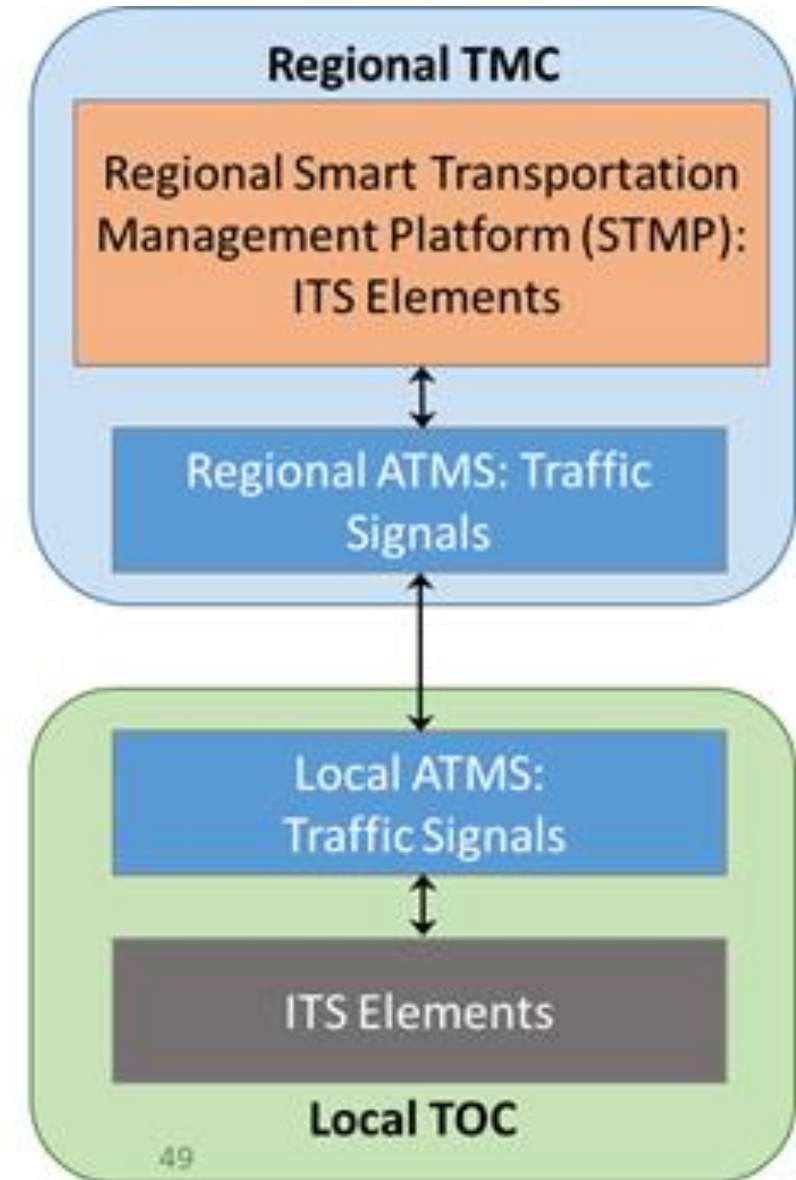 Regional TMC
Regional Smart Transportation
Management Platform (STMP):
ITS Elements
Regional ATMS: Traffic
Signals
Local ATMS:
Traffic Signals
ITS Elements
Local TOC
49